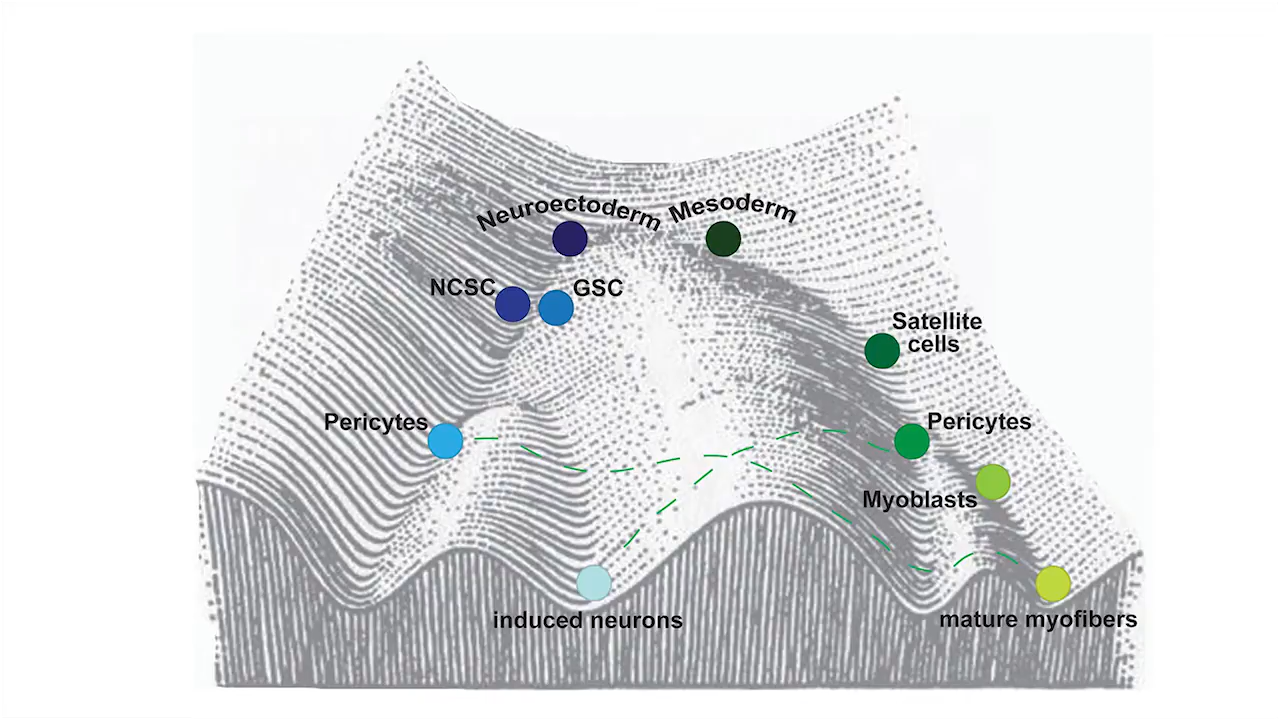 Neuroectoderm
Mesoderm
NCSC
GSC
Satellite
cells
Pericytes
Pericytes
Myoblasts
induced neurons
mature myofibers